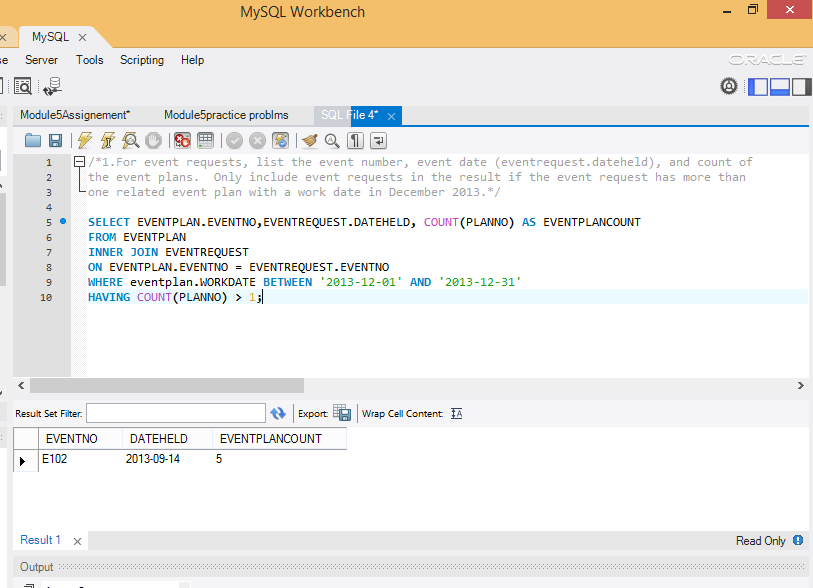 MySQL Workbench
MySQL
se Server Tools Scripting Help
ORACLE
Module5Assignement* Module5practice problms SQL File 4*
1 /*1.For event requests, list the event number, event date (eventrequest.dateheld), and count of
2 the event plans. Only include event requests in the result if the event request has more than
3 one related event plan with a work date in December 2013.*/
4
5 SELECT EVENTPLAN.EVENTNO,EVENTREQUEST.DATEHELD, COUNT(PLANNO) AS EVENTPLANCOUNT
6 FROM EVENTPLAN
7 INNER JOIN EVENTREQUEST
8 ON EVENTPLAN.EVENTNO = EVENTREQUEST.EVENTNO
9 WHERE eventplan.WORKDATE BETWEEN '2013-12-01' AND '2013-12-31'
10 HAVING COUNT(PLANNO) > 1;
Result Set Filter: Export: Wrap Cell Content:
EVENTNO DATEHELD EVENTPLANCOUNT
E102 2013-09-14 5
Result 1 Read Only
Output